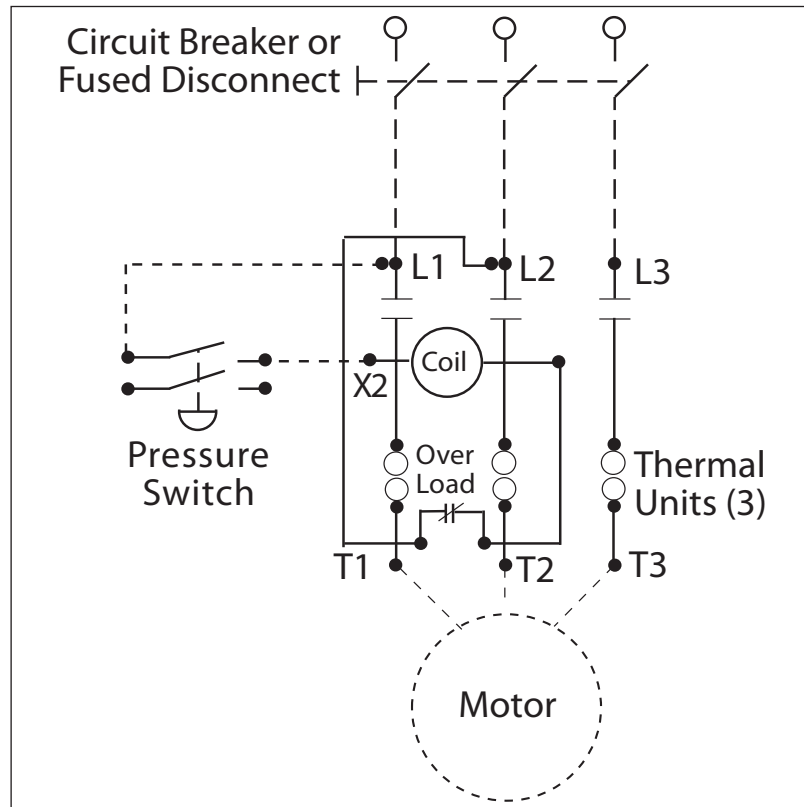 Circuit Breaker or
Fused Disconnect
L1
L2
L3
Coil
X2
Pressure
Switch
Over
Load
Thermal
Units (3)
T1
T2
T3
Motor